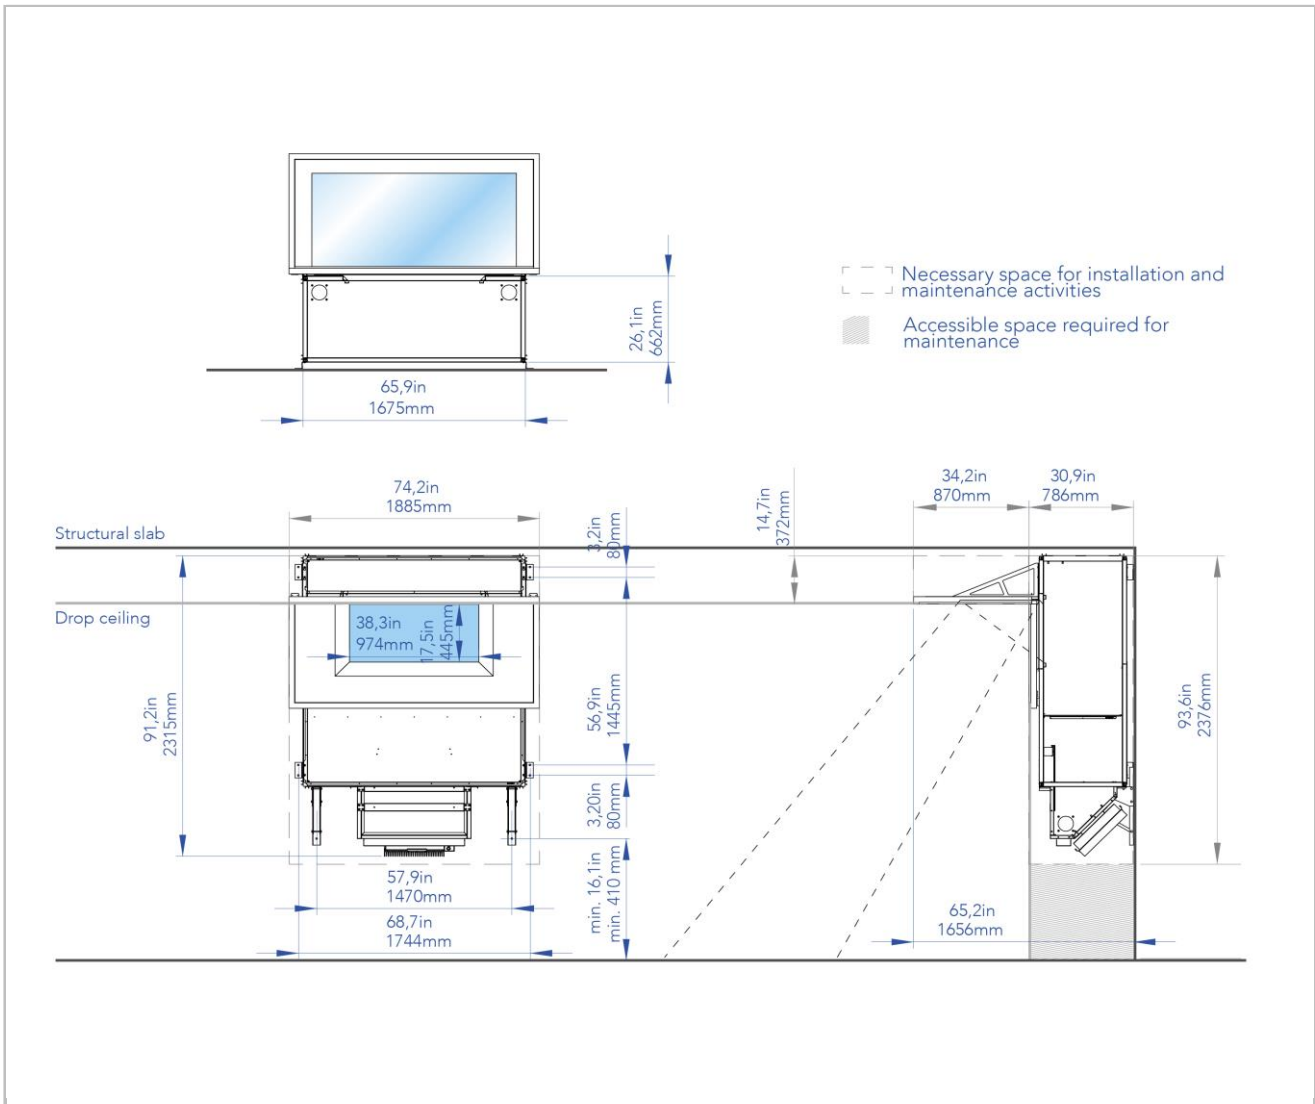 Necessary space for installation and
maintenance activities
Accessible space required for
maintenance
26,1in
662mm
65,9in
1675mm
34,2in
870mm
30,9in
786mm
74,2in
1885mm
14,7in
372mm
3,2in
80mm
Structural slab
Drop ceiling
38,3in
974mm
17,5in
445mm
91,2in
2315mm
56,9in
1445mm
93,6in
2376mm
3,20in
80mm
57,9in
1470mm
min. 16,1in
min. 410 mm
68,7in
1744mm
65,2in
1656mm